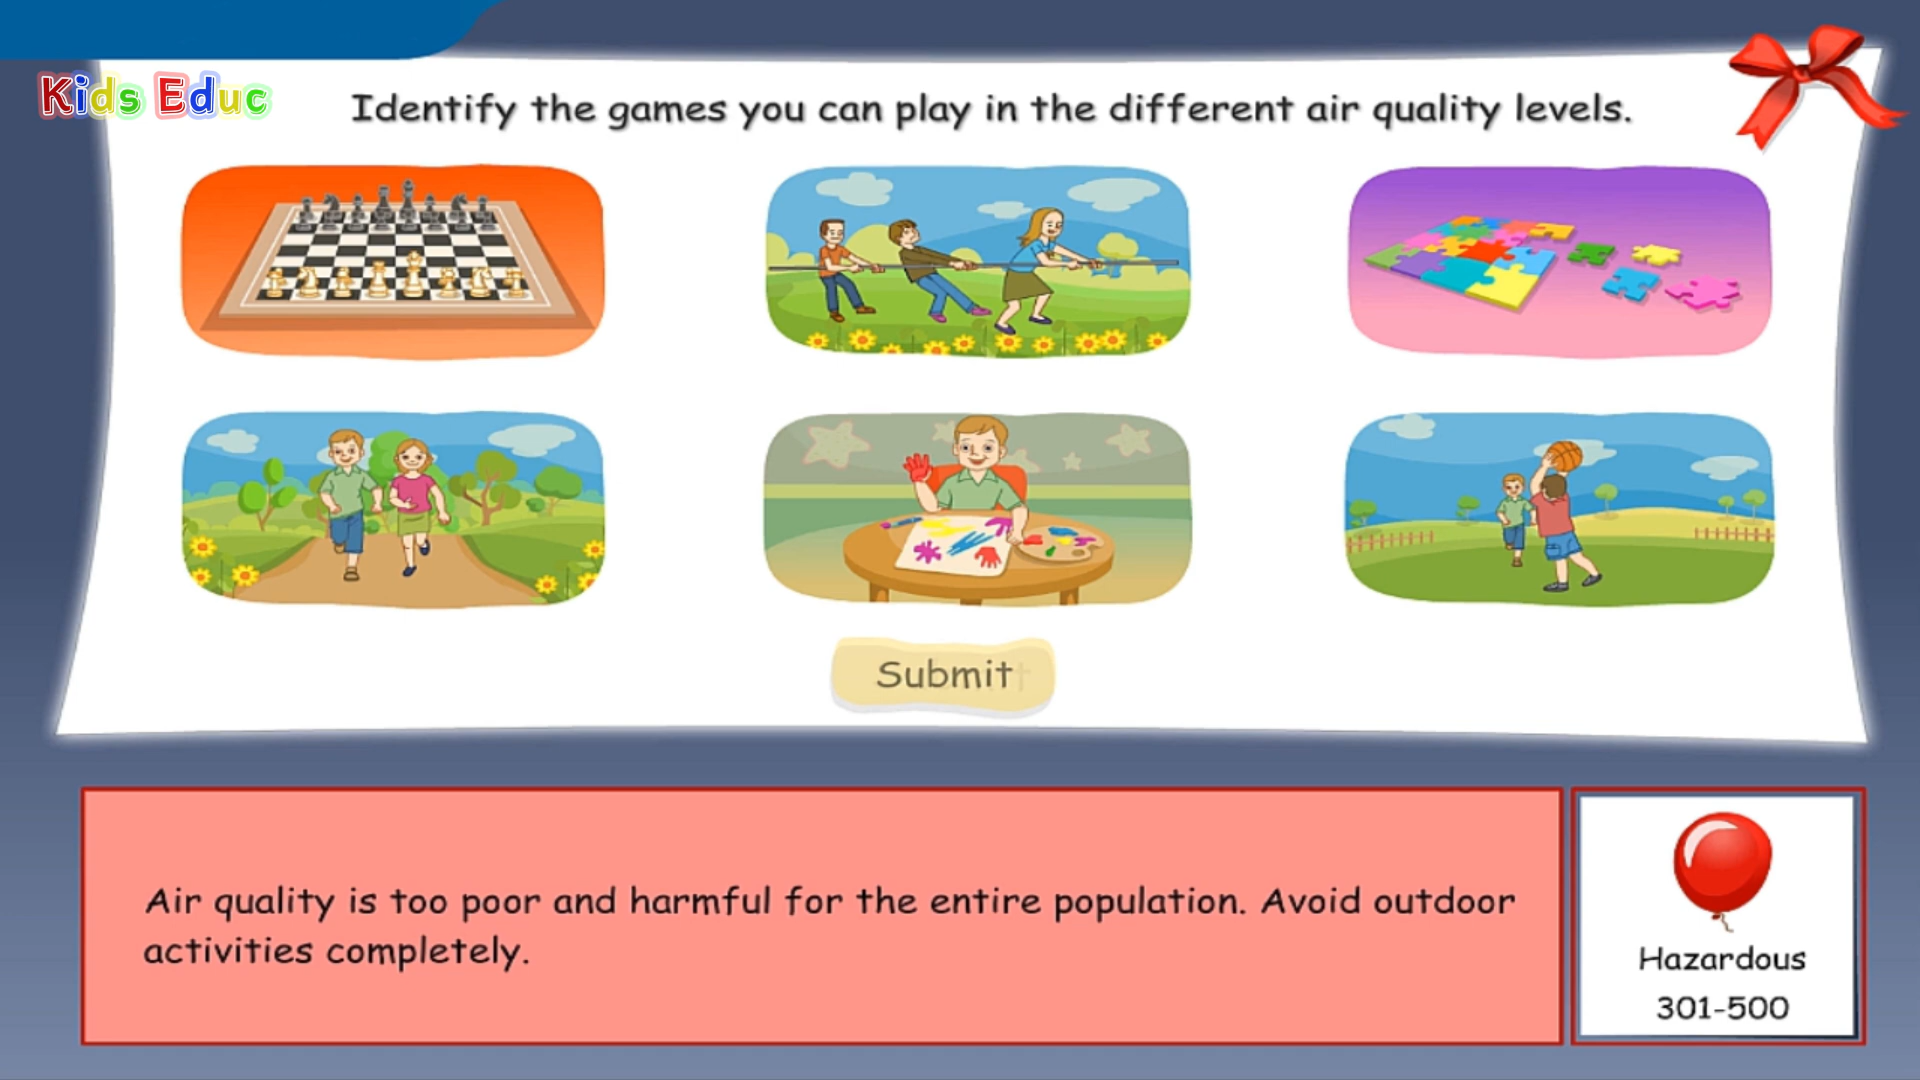 Kids Educ
Identify the games you can play in the different air quality levels.
Submit
Air quality is too poor and harmful for the entire population. Avoid outdoor
activities completely.
Hazardous
301-500